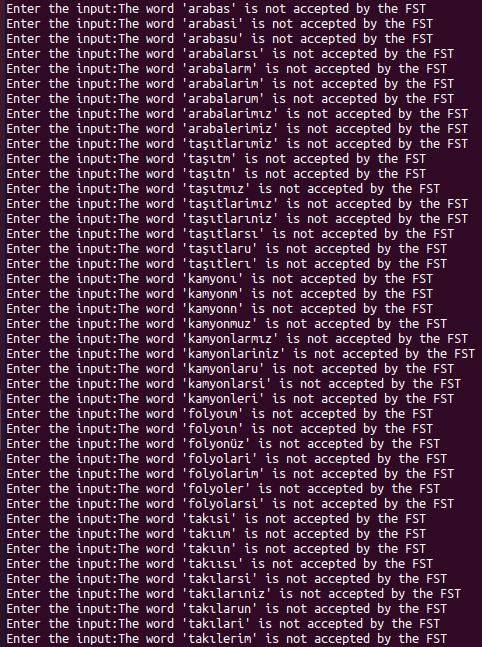 Enter the input:The word 'arabas' is not accepted by the FST
Enter the input:The word 'arabasi' is not accepted by the FST
Enter the input:The word 'arabasu' is not accepted by the FST
Enter the input:The word 'arabalarsı' is not accepted by the FST
Enter the input:The word 'arabalarm' is not accepted by the FST
Enter the input:The word 'arabalarim' is not accepted by the FST
Enter the input:The word 'arabalarum' is not accepted by the FST
Enter the input:The word 'arabalarimız' is not accepted by the FST
Enter the input:The word 'arabalerimiz' is not accepted by the FST
Enter the input:The word 'taşıtlarımiz' is not accepted by the FST
Enter the input:The word 'taşıtm' is not accepted by the FST
Enter the input:The word 'taşıtn' is not accepted by the FST
Enter the input:The word 'taşıtmız' is not accepted by the FST
Enter the input:The word 'taşıtlarimız' is not accepted by the FST
Enter the input:The word 'taşıtlarıniz' is not accepted by the FST
Enter the input:The word 'taşıtlarsı' is not accepted by the FST
Enter the input:The word 'taşıtlaru' is not accepted by the FST
Enter the input:The word 'taşıtlerı' is not accepted by the FST
Enter the input:The word 'kamyonı' is not accepted by the FST
Enter the input:The word 'kamyonm' is not accepted by the FST
Enter the input:The word 'kamyonn' is not accepted by the FST
Enter the input:The word 'kamyonmuz' is not accepted by the FST
Enter the input:The word 'kamyonlarmız' is not accepted by the FST
Enter the input:The word 'kamyonlariniz' is not accepted by the FST
Enter the input:The word 'kamyonlaru' is not accepted by the FST
Enter the input:The word 'kamyonlarsi' is not accepted by the FST
Enter the input:The word 'kamyonleri' is not accepted by the FST
Enter the input:The word 'folyoım' is not accepted by the FST
Enter the input:The word 'folyoın' is not accepted by the FST
Enter the input:The word 'folyonüz' is not accepted by the FST
Enter the input:The word 'folyolari' is not accepted by the FST
Enter the input:The word 'folyolarim' is not accepted by the FST
Enter the input:The word 'folyoler' is not accepted by the FST
Enter the input:The word 'folyolarsi' is not accepted by the FST
Enter the input:The word 'takısi' is not accepted by the FST
Enter the input:The word 'takıım' is not accepted by the FST
Enter the input:The word 'takıın' is not accepted by the FST
Enter the input:The word 'takıısı' is not accepted by the FST
Enter the input:The word 'takılarsi' is not accepted by the FST
Enter the input:The word 'takılarıniz' is not accepted by the FST
Enter the input:The word 'takılarun' is not accepted by the FST
Enter the input:The word 'takılari' is not accepted by the FST
Enter the input:The word 'takılerim' is not accepted by the FST